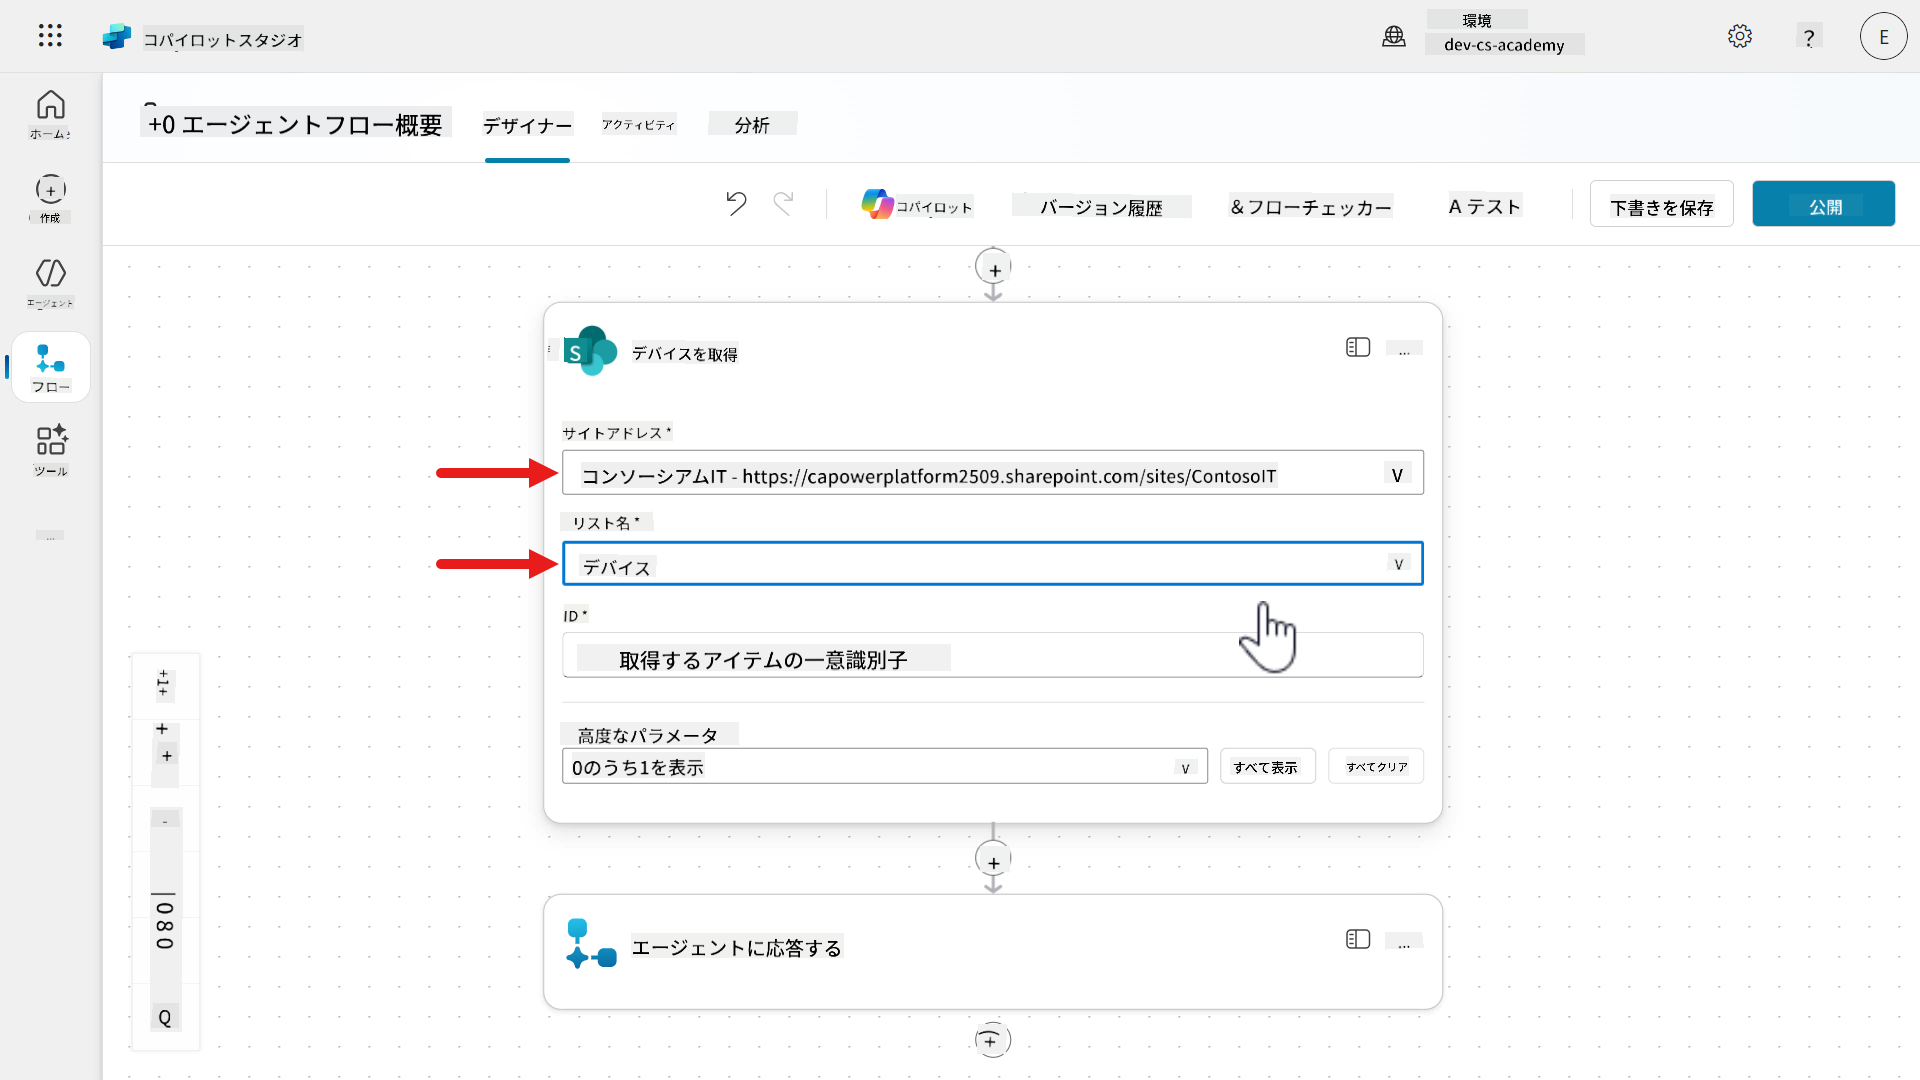 コパイロットスタジオ
環境
dev-cs-academy
?
E
ホーム
作成
エージェント
フロー
ツール
...
+0 エージェントフロー概要
デザイナー
アクティビティ
分析
コパイロット
バージョン履歴
&フローチェッカー
A テスト
下書きを保存
公開
S
デバイスを取得
...
サイトアドレス *
コンソーシアムIT - https://capowerplatform2509.sharepoint.com/sites/ContosoIT
V
リスト名 *
デバイス
V
ID *
取得するアイテムの一意識別子
高度なパラメータ
0のうち1を表示
V
すべて表示
すべてクリア
エージェントに応答する
...
080
Q